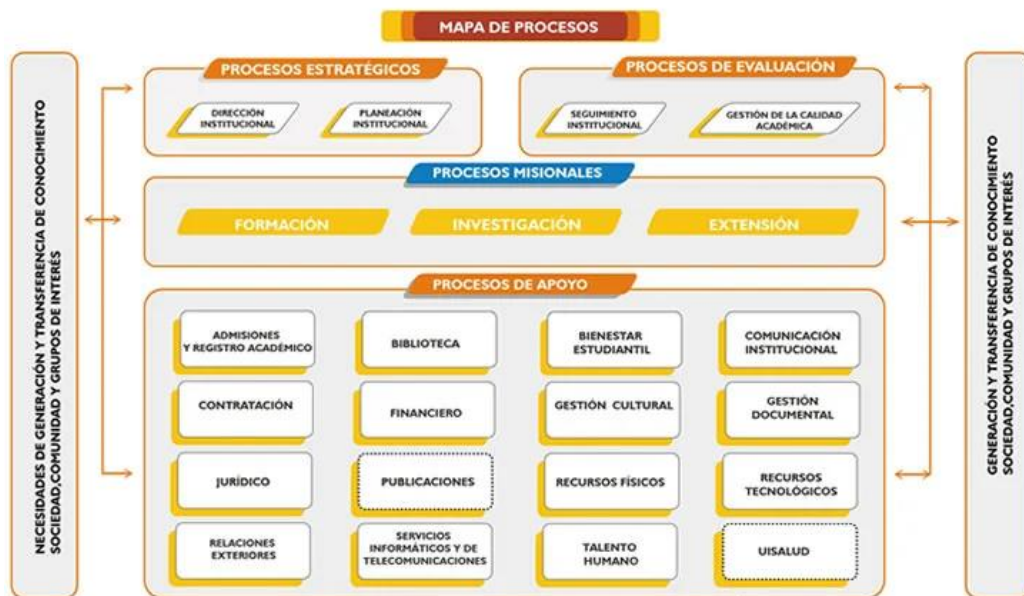 MAPA DE PROCESOS
NECESIDADES DE GENERACIÓN Y TRANSFERENCIA DE CONOCIMIENTO
SOCIEDAD,COMUNIDAD Y GRUPOS DE INTERÉS
PROCESOS ESTRATÉGICOS
DIRECCIÓN
INSTITUCIONAL
PLANEACIÓN
INSTITUCIONAL
PROCESOS DE EVALUACIÓN
SEGUIMIENTO
INSTITUCIONAL
GESTIÓN DE LA CALIDAD
ACADÉMICA
PROCESOS MISIONALES
FORMACIÓN
INVESTIGACIÓN
EXTENSIÓN
PROCESOS DE APOYO
ADMISIONES
Y REGISTRO ACADÉMICO
BIBLIOTECA
BIENESTAR
ESTUDIANTIL
COMUNICACIÓN
INSTITUCIONAL
CONTRATACIÓN
FINANCIERO
GESTIÓN CULTURAL
GESTIÓN
DOCUMENTAL
JURÍDICO
PUBLICACIONES
RECURSOS FÍSICOS
RECURSOS
TECNOLÓGICOS
RELACIONES
EXTERIORES
SERVICIOS
INFORMÁTICOS Y DE
TELECOMUNICACIONES
TALENTO
HUMANO
UISALUD
GENERACIÓN Y TRANSFERENCIA DE CONOCIMIENTO
SOCIEDAD,COMUNIDAD Y GRUPOS DE INTERÉS